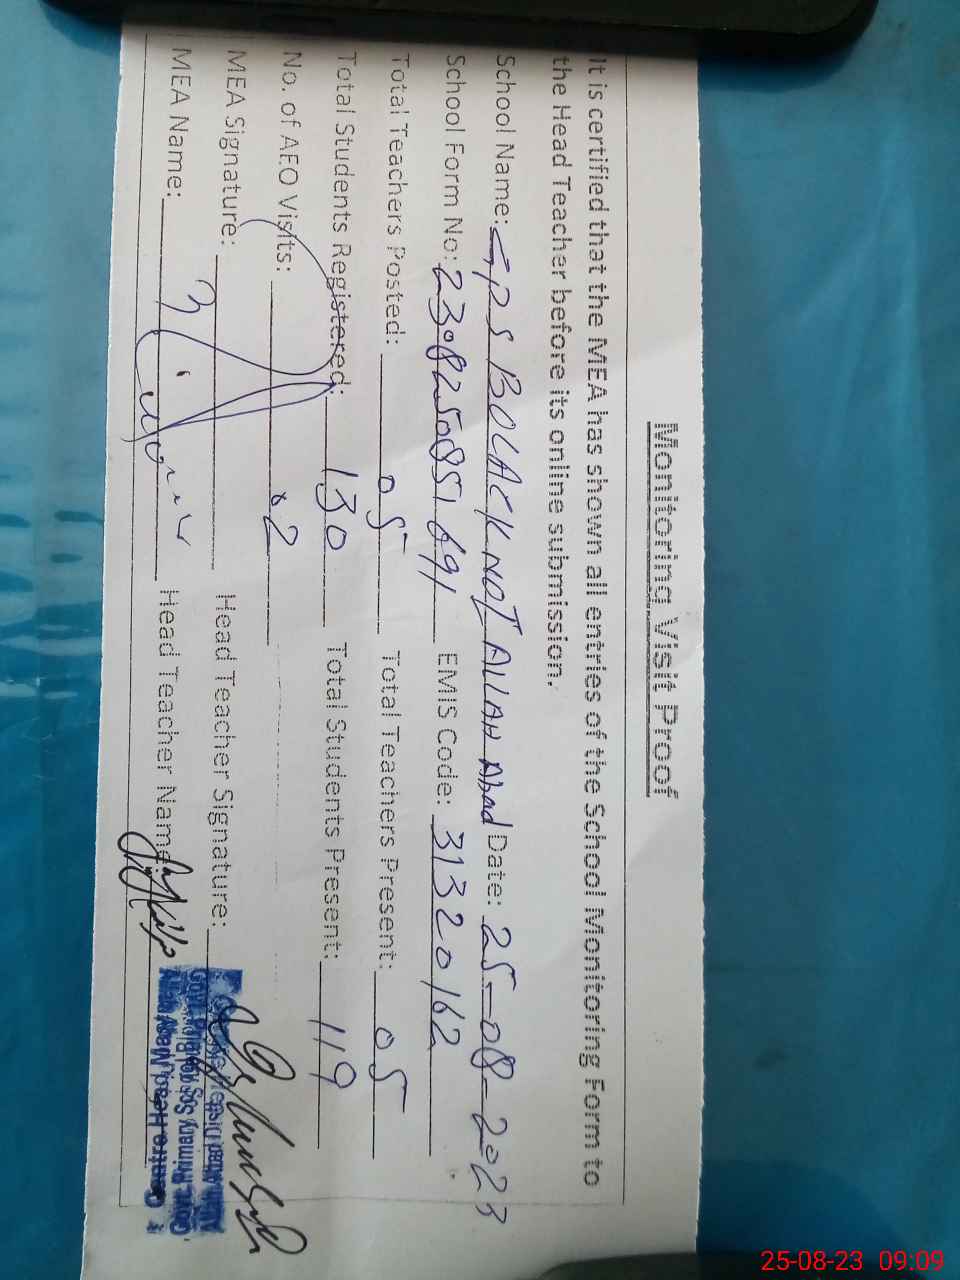 Monitoring Visit Proof
It is certified that the MEA has shown all entries of the School Monitoring Form to
the Head Teacher before its online submission.
School Name: GPS BOLACK NO I ALLAH Abad Date: 25-08-2023
School Form No: 2308250851691 EMIS Code: 31320162
Total Teachers Posted: 05 Total Teachers Present: 05
Total Students Registered: 130 Total Students Present: 119
No. of AEO Visits: 02
MEA Signature: Head Teacher Signature:
MEA Name: Head Teacher Name:
25-08-23 09:09